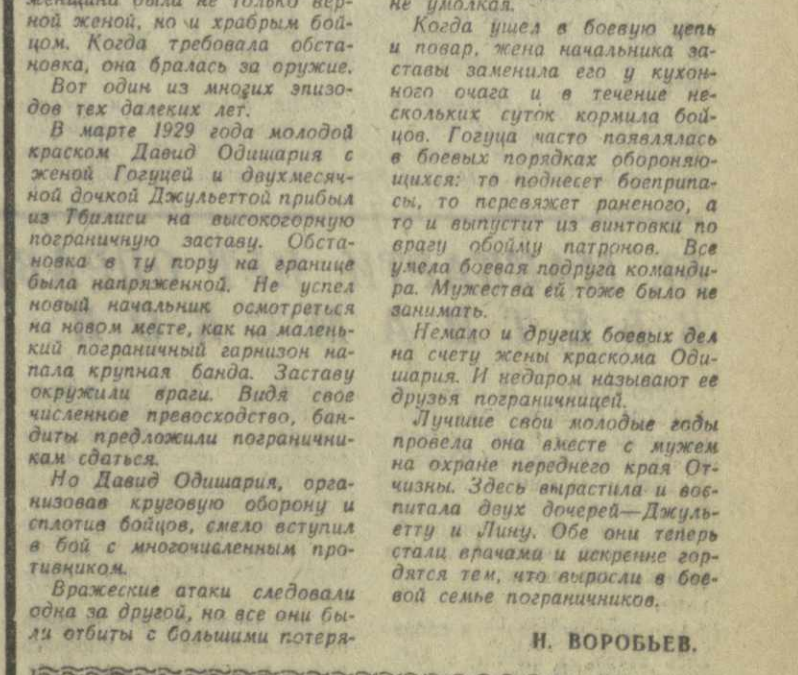 женщина были не только вер-
ной женой, но и храбрым бой-
цом. Когда требовала обста-
новка, она бралась за оружие.
Вот один из многих эпизо-
дов тех далеких лет.
В марте 1929 года молодой
краском Давид Одишария с
женой Гогуцей и двухмесяч-
ной дочкой Джульеттой прибыл
из Тбилиси на высокогорную
пограничную заставу. Обста-
новка в ту пору на границе
была напряженной. Не успел
новый начальник осмотреться
на новом месте, как на малень-
кий пограничный гарнизон на-
пала крупная банда. Заставу
окружили враги. Видя свое
численное превосходство, бан-
диты предложили погранични-
кам сдаться.
Но Давид Одишария, орга-
низовав круговую оборону и
сплотив бойцов, смело вступил
в бой с многочисленным про-
тивником.
Вражеские атаки следовали
одна за другой, но все они бы-
ли отбиты с большими потеря-
не умолкая.
Когда ушел в боевую цепь
и повар, жена начальника за-
ставы заменила его у кухон-
ного очага и в течение не-
скольких суток кормила бой-
цов. Гогуца часто появлялась
в боевых порядках обороняю-
щихся: то поднесет боеприпа-
сы, то перевяжет раненого, а
то и выпустит из винтовки по
врагу обойму патронов. Все
умела боевая подруга команди-
ра. Мужества ей тоже было не
занимать.
Немало и других боевых дел
на счету жены краскома Оди-
шария. И недаром называют ее
друзья пограничницей.
Лучшие свои молодые годы
провела она вместе с мужем
на охране переднего края От-
чизны. Здесь вырастила и вос-
питала двух дочерей—Джуль-
етту и Лину. Обе они теперь
стали врачами и искренне гор-
дятся тем, что выросли в бое-
вой семье пограничников.
Н. ВОРОБЬЕВ.